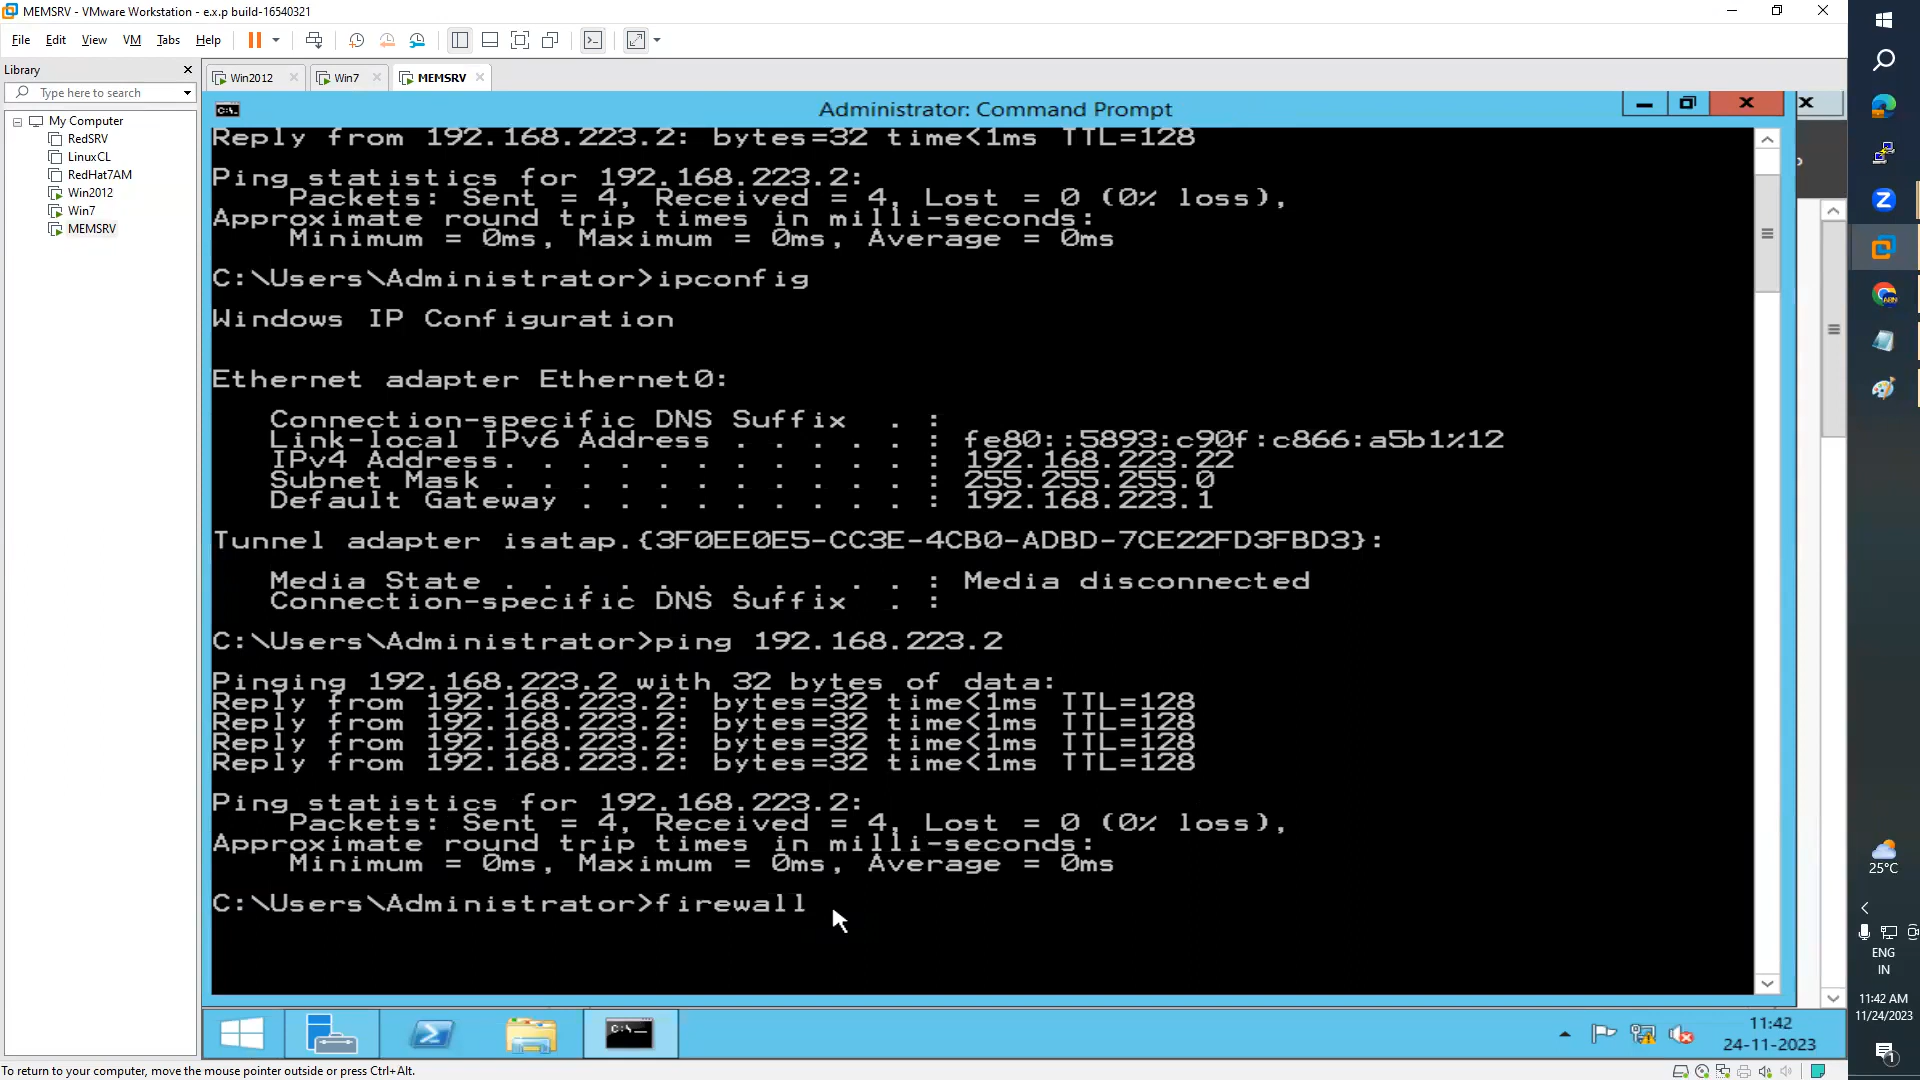 MEMSRV - VMware Workstation - e.x.p build-16540321
File Edit View VM Tabs Help
Library
Win2012 Win7 MEMSRV
Type here to search
My Computer
RedSRV
LinuxCL
RedHat7AM
Win2012
Win7
MEMSRV
Administrator: Command Prompt
Reply from 192.168.223.2: bytes=32 time<1ms TTL=128
Ping statistics for 192.168.223.2:
Packets: Sent = 4, Received = 4, Lost = 0 (0% loss),
Approximate round trip times in milli-seconds:
Minimum = 0ms, Maximum = 0ms, Average = 0ms
C:\Users\Administrator>ipconfig
Windows IP Configuration
Ethernet adapter Ethernet0:
Connection-specific DNS Suffix . :
Link-local IPv6 Address . . . . . : fe80::5893:c90f:c866:a5b1%12
IPv4 Address. . . . . . . . . . . : 192.168.223.22
Subnet Mask . . . . . . . . . . . : 255.255.255.0
Default Gateway . . . . . . . . . : 192.168.223.1
Tunnel adapter isatap.{3F0EE0E5-CC3E-4CB0-ADBD-7CE22FD3FBD3}:
Media State . . . . . . . . . . . : Media disconnected
Connection-specific DNS Suffix . :
C:\Users\Administrator>ping 192.168.223.2
Pinging 192.168.223.2 with 32 bytes of data:
Reply from 192.168.223.2: bytes=32 time<1ms TTL=128
Reply from 192.168.223.2: bytes=32 time<1ms TTL=128
Reply from 192.168.223.2: bytes=32 time<1ms TTL=128
Reply from 192.168.223.2: bytes=32 time<1ms TTL=128
Ping statistics for 192.168.223.2:
Packets: Sent = 4, Received = 4, Lost = 0 (0% loss),
Approximate round trip times in milli-seconds:
Minimum = 0ms, Maximum = 0ms, Average = 0ms
C:\Users\Administrator>firewall
11:42
24-11-2023
To return to your computer, move the mouse pointer outside or press Ctrl+Alt.
25°C
ENG
IN
11:42 AM
11/24/2023
1